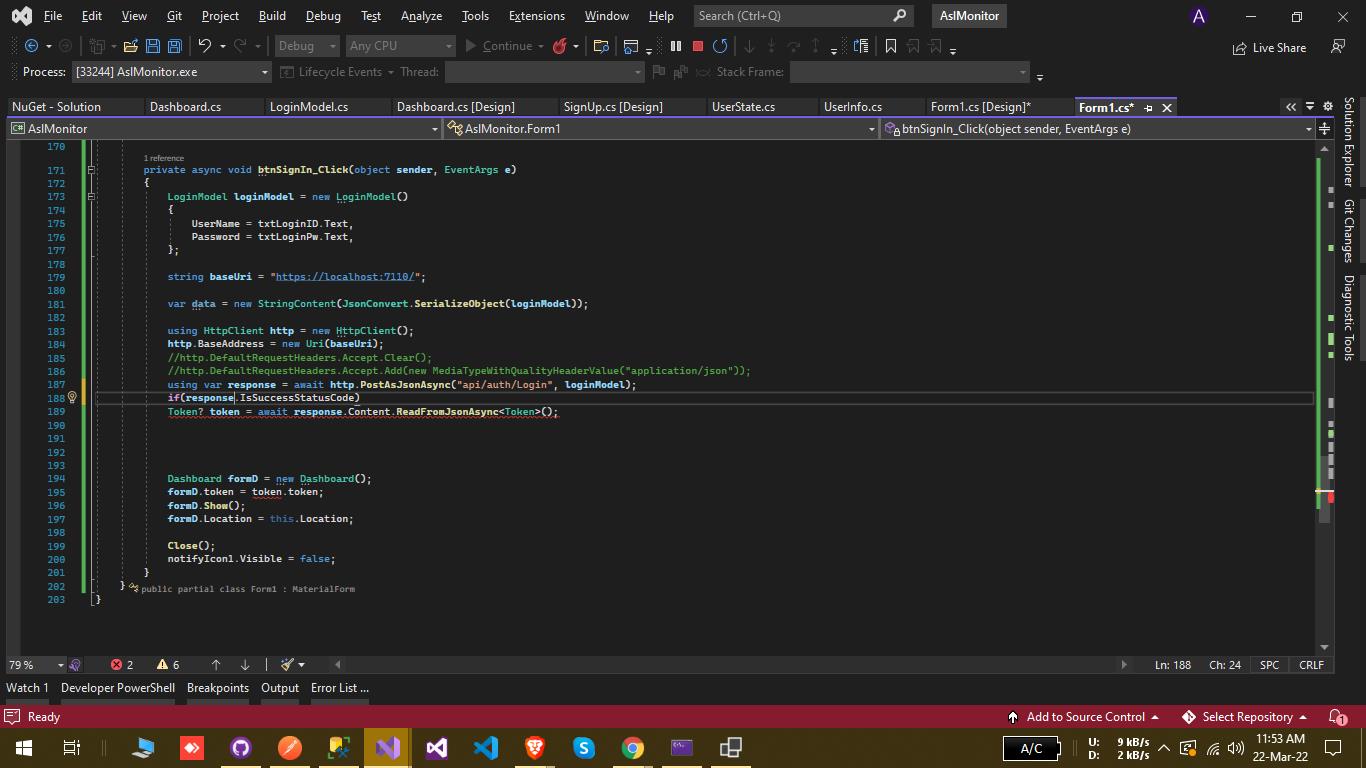 File Edit View Git Project Build Debug Test Analyze Tools Extensions Window Help Search (Ctrl+Q) AslMonitor A
Debug Any CPU Continue Live Share
Process: [33244] AslMonitor.exe Lifecycle Events Thread: Stack Frame:
NuGet - Solution Dashboard.cs LoginModel.cs Dashboard.cs [Design] SignUp.cs [Design] UserState.cs UserInfo.cs Form1.cs [Design]* Form1.cs*
AslMonitor AslMonitor.Form1 btnSignIn_Click(object sender, EventArgs e)
170
1 reference
171 private async void btnSignIn_Click(object sender, EventArgs e)
172 {
173 LoginModel loginModel = new LoginModel()
174 {
175 UserName = txtLoginID.Text,
176 Password = txtLoginPw.Text,
177 };
178
179 string baseUri = "https://localhost:7110/";
180
181 var data = new StringContent(JsonConvert.SerializeObject(loginModel));
182
183 using HttpClient http = new HttpClient();
184 http.BaseAddress = new Uri(baseUri);
185 //http.DefaultRequestHeaders.Accept.Clear();
186 //http.DefaultRequestHeaders.Accept.Add(new MediaTypeWithQualityHeaderValue("application/json"));
187 using var response = await http.PostAsJsonAsync("api/auth/Login", loginModel);
188 if(response.IsSuccessStatusCode)
189 Token? token = await response.Content.ReadFromJsonAsync<Token>();
190
191
192
193
194 Dashboard formD = new Dashboard();
195 formD.token = token.token;
196 formD.Show();
197 formD.Location = this.Location;
198
199 Close();
200 notifyIcon1.Visible = false;
201 }
202 } public partial class Form1 : MaterialForm
203 }
Solution Explorer
Git Changes
Diagnostic Tools
79 % 2 6 Ln: 188 Ch: 24 SPC CRLF
Watch 1 Developer PowerShell Breakpoints Output Error List ...
Ready Add to Source Control Select Repository 1
A/C U: 9 kB/s 11:53 AM
D: 2 kB/s 22-Mar-22